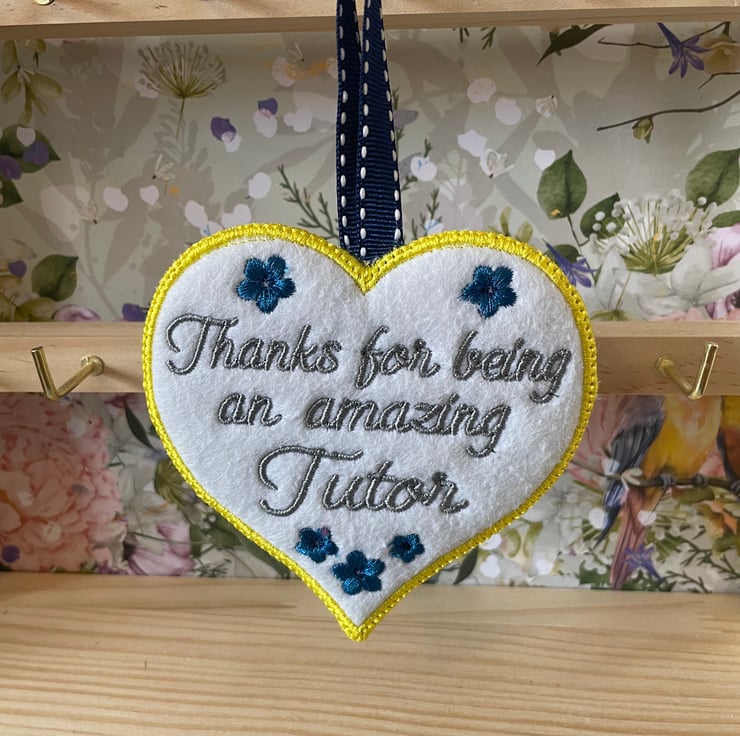 Thanks for being
an amazing
Tutor